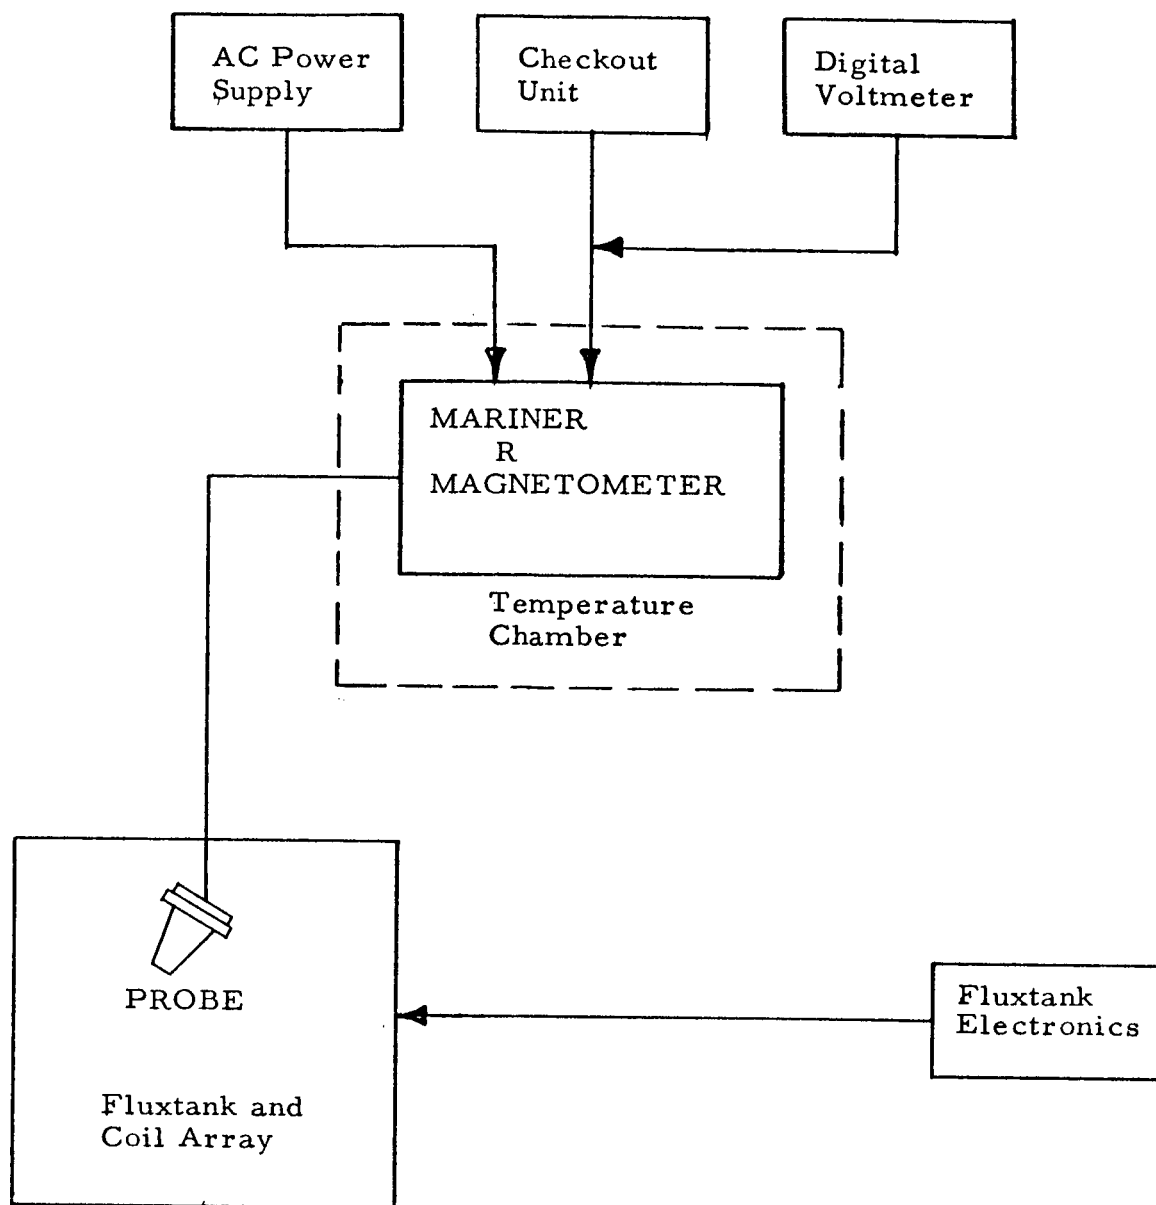 AC Power
Supply
Checkout
Unit
Digital
Voltmeter
MARINER
R
MAGNETOMETER
Temperature
Chamber
PROBE
Fluxtank and
Coil Array
Fluxtank
Electronics